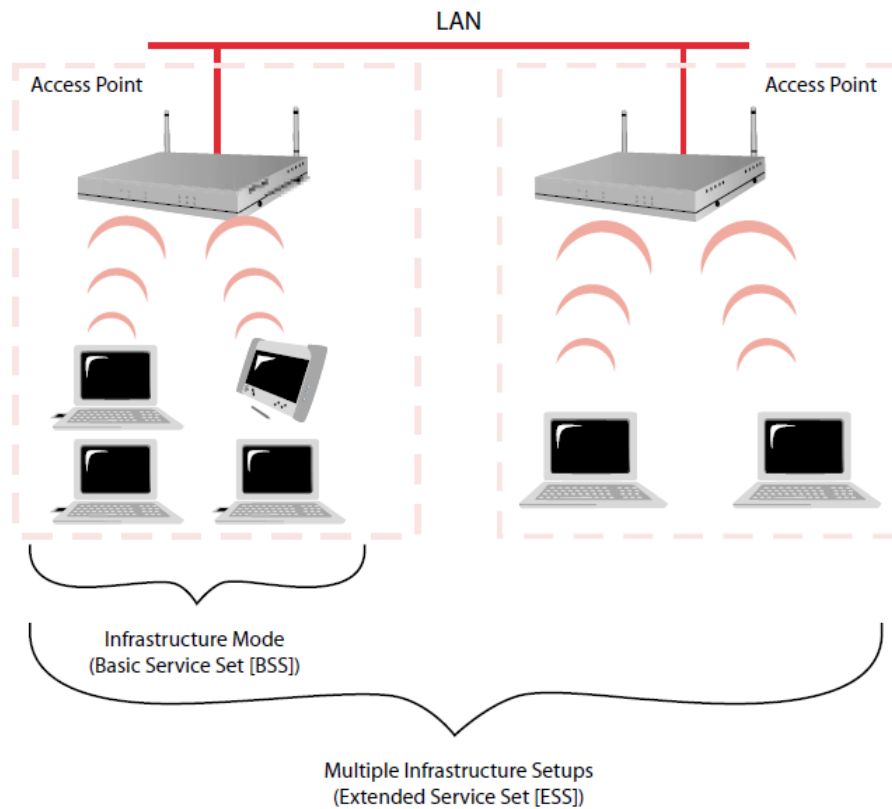 LAN
Access Point
Access Point
Infrastructure Mode
(Basic Service Set [BSS])
Multiple Infrastructure Setups
(Extended Service Set [ESS])